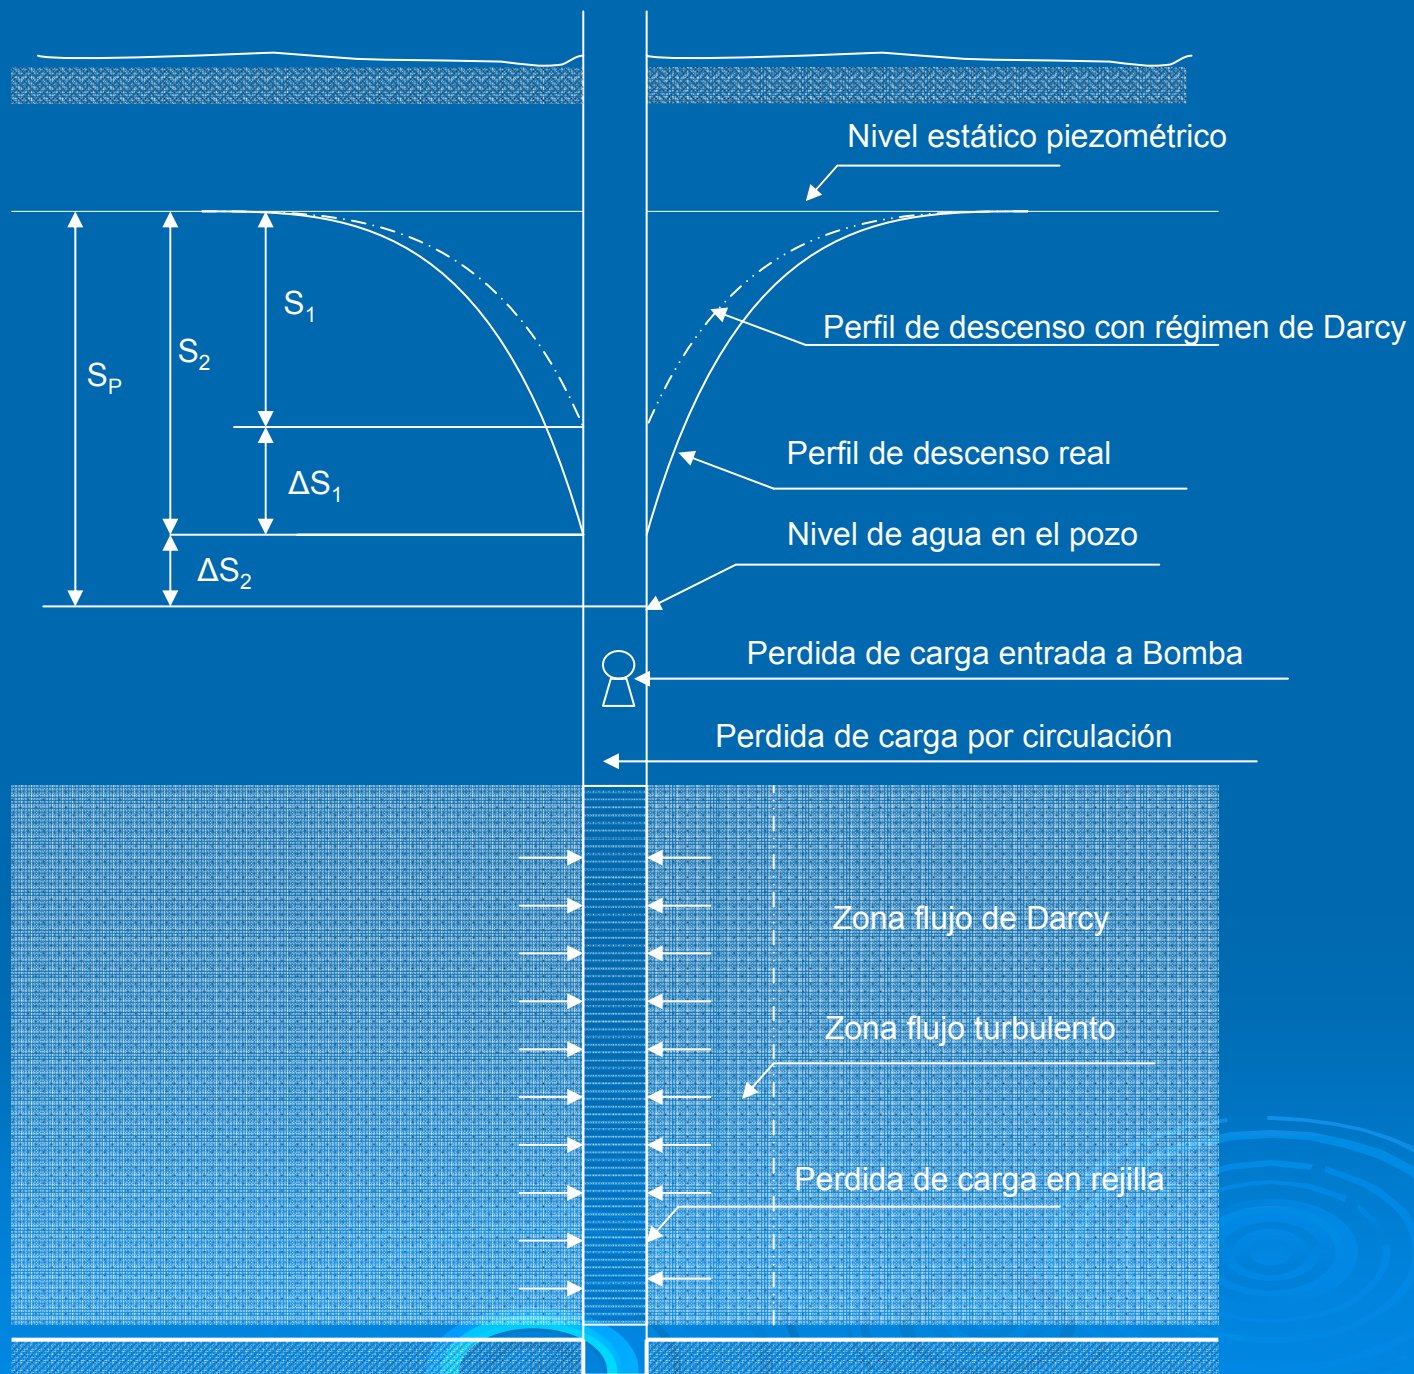 Nivel estático piezométrico
S₁
Perfil de descenso con régimen de Darcy
S₂
S_P
Perfil de descenso real
ΔS₁
Nivel de agua en el pozo
ΔS₂
Perdida de carga entrada a Bomba
Perdida de carga por circulación
Zona flujo de Darcy
Zona flujo turbulento
Perdida de carga en rejilla